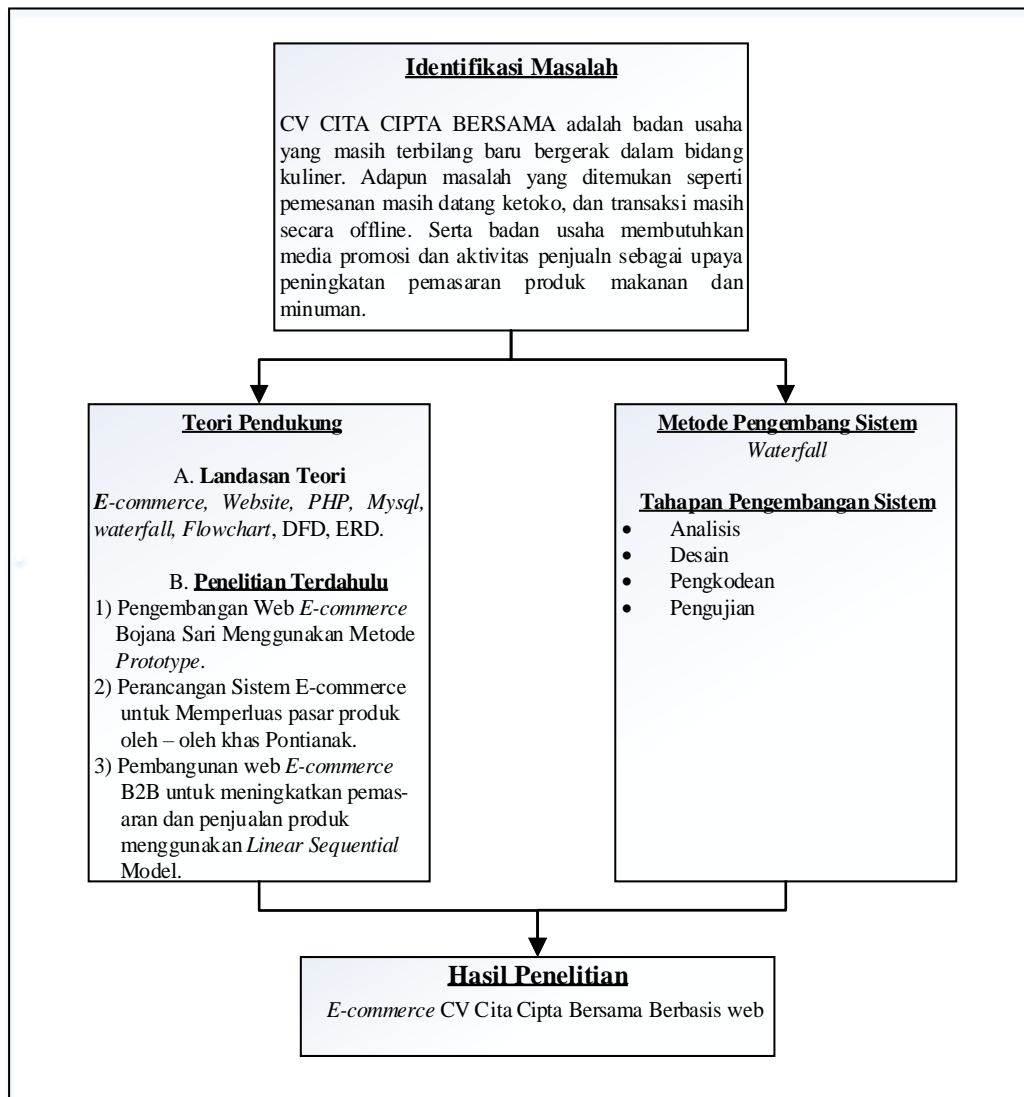 Identifikasi Masalah
CV CITA CIPTA BERSAMA adalah badan usaha
yang masih terbilang baru bergerak dalam bidang
kuliner. Adapun masalah yang ditemukan seperti
pemesanan masih datang ketoko, dan transaksi masih
secara offline. Serta badan usaha membutuhkan
media promosi dan aktivitas penjualn sebagai upaya
peningkatan pemasaran produk makanan dan
minuman.
Teori Pendukung
A. Landasan Teori
E-commerce, Website, PHP, Mysql,
waterfall, Flowchart, DFD, ERD.
B. Penelitian Terdahulu
1) Pengembangan Web E-commerce
Bojana Sari Menggunakan Metode
Prototype.
2) Perancangan Sistem E-commerce
untuk Memperluas pasar produk
oleh – oleh khas Pontianak.
3) Pembangunan web E-commerce
B2B untuk meningkatkan pemas-
aran dan penjualan produk
menggunakan Linear Sequential
Model.
Metode Pengembang Sistem
Waterfall
Tahapan Pengembangan Sistem
• Analisis
• Desain
• Pengkodean
• Pengujian
Hasil Penelitian
E-commerce CV Cita Cipta Bersama Berbasis web